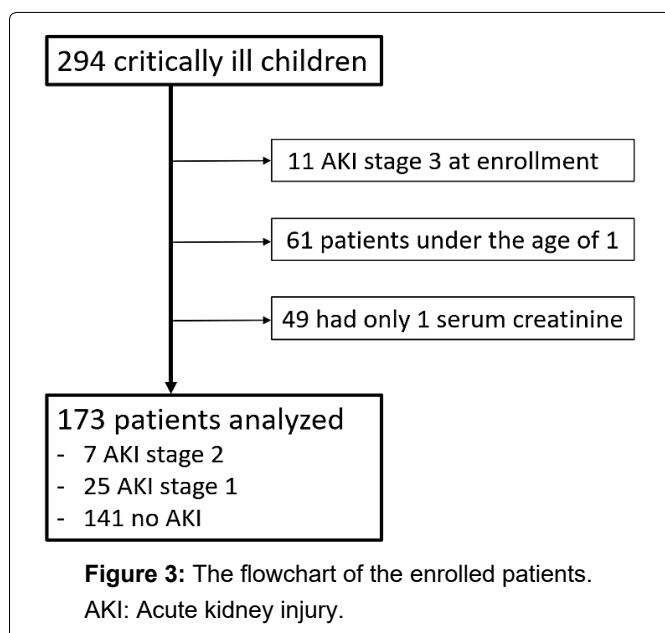 294 critically ill children
11 AKI stage 3 at enrollment
61 patients under the age of 1
49 had only 1 serum creatinine
173 patients analyzed
- 7 AKI stage 2
- 25 AKI stage 1
- 141 no AKI
Figure 3: The flowchart of the enrolled patients.
AKI: Acute kidney injury.